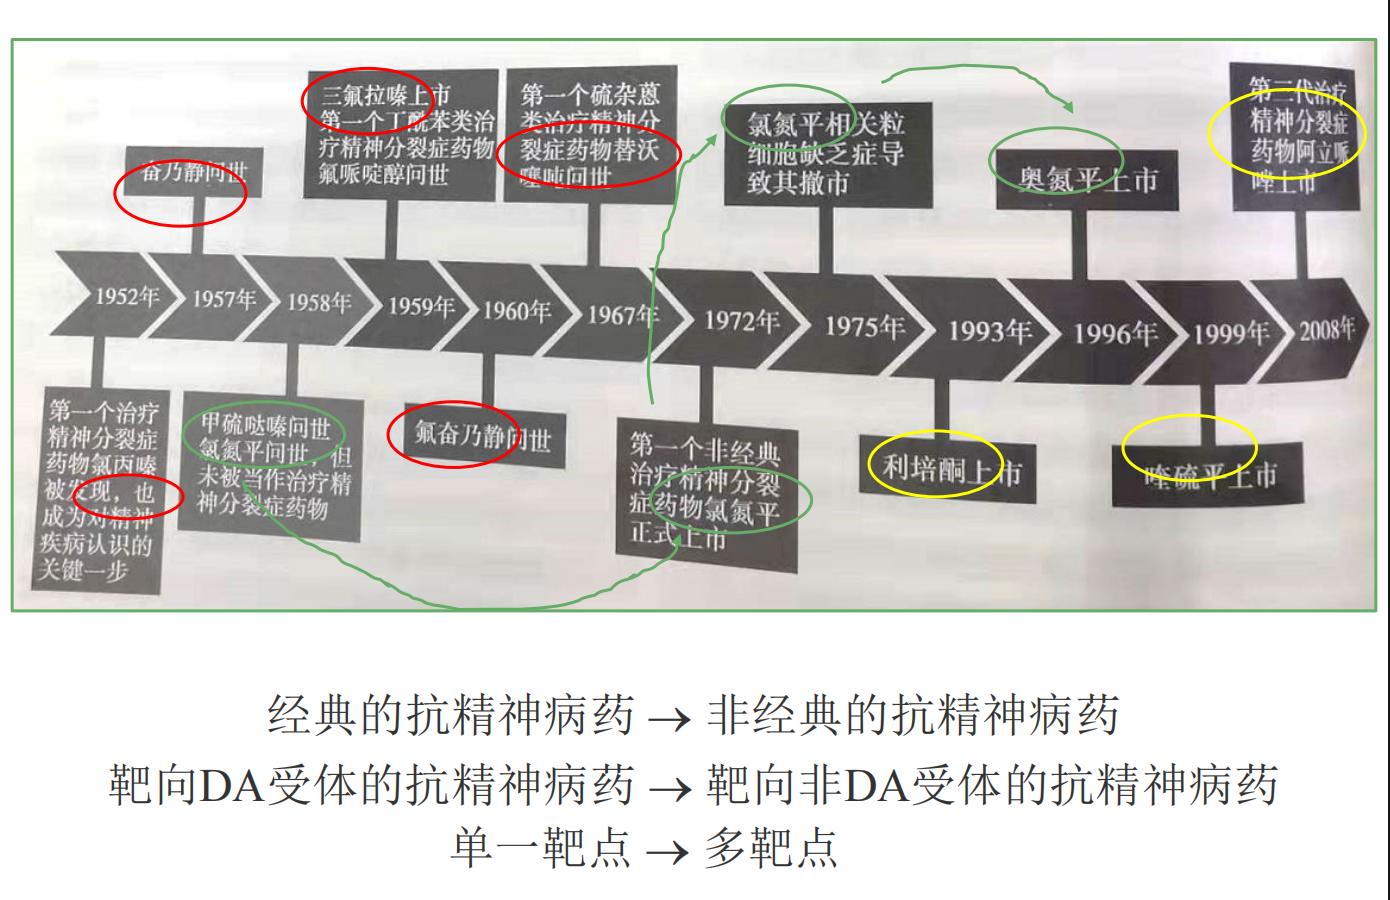 三氟拉嗪上市
第一个丁酰苯类治
疗精神分裂症药物
氟哌啶醇问世
第一个硫杂蒽
类治疗精神分
裂症药物替沃
噻吨问世
氯氮平相关粒
细胞缺乏症导
致其撤市
第三代治疗
精神分裂症
药物阿立哌
唑上市
奋乃静问世
奥氮平上市
1952年
1957年
1958年
1959年
1960年
1967年
1972年
1975年
1993年
1996年
1999年
2008年
第一个治疗
精神分裂症
药物氯丙嗪
被发现，也
成为对精神
疾病认识的
关键一步
甲硫哒嗪问世
氯氮平问世，但
未被当作治疗精
神分裂症药物
氟奋乃静问世
第一个非经典
治疗精神分裂
症药物氯氮平
正式上市
利培酮上市
喹硫平上市
经典的抗精神病药→非经典的抗精神病药
靶向DA受体的抗精神病药→靶向非DA受体的抗精神病药
单一靶点→多靶点